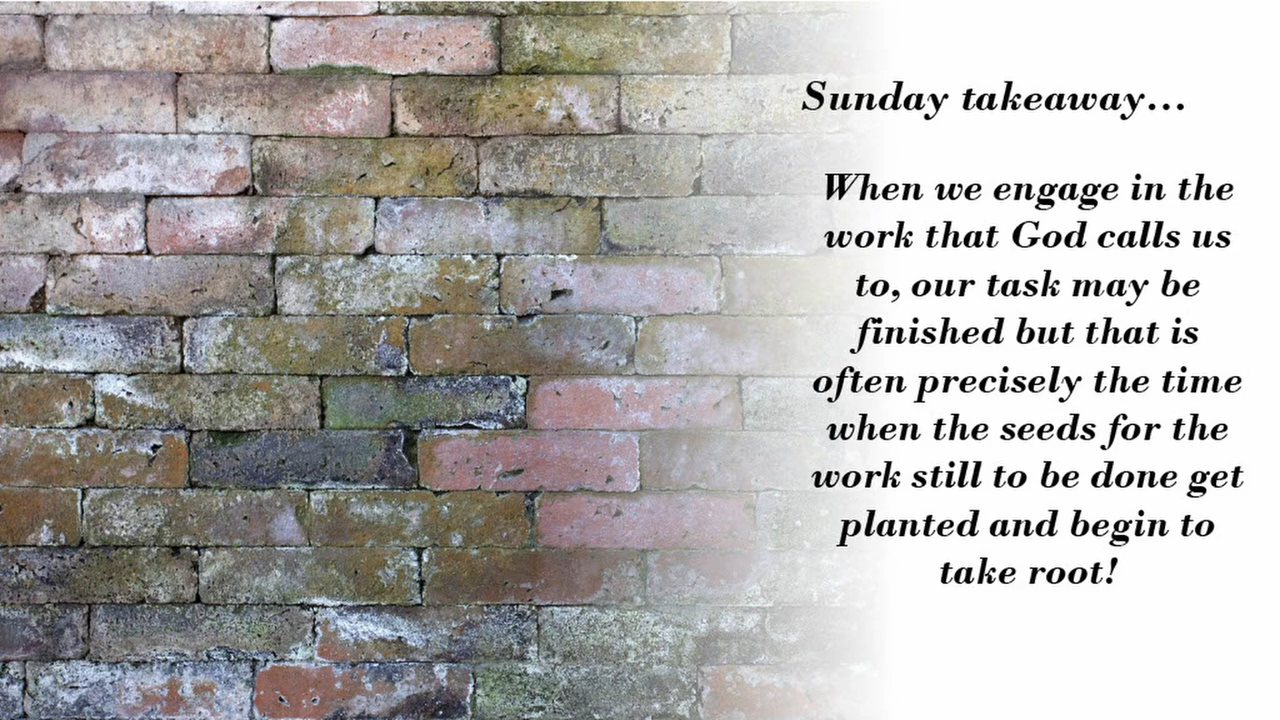 Sunday takeaway...
When we engage in the
work that God calls us
to, our task may be
finished but that is
often precisely the time
when the seeds for the
work still to be done get
planted and begin to
take root!